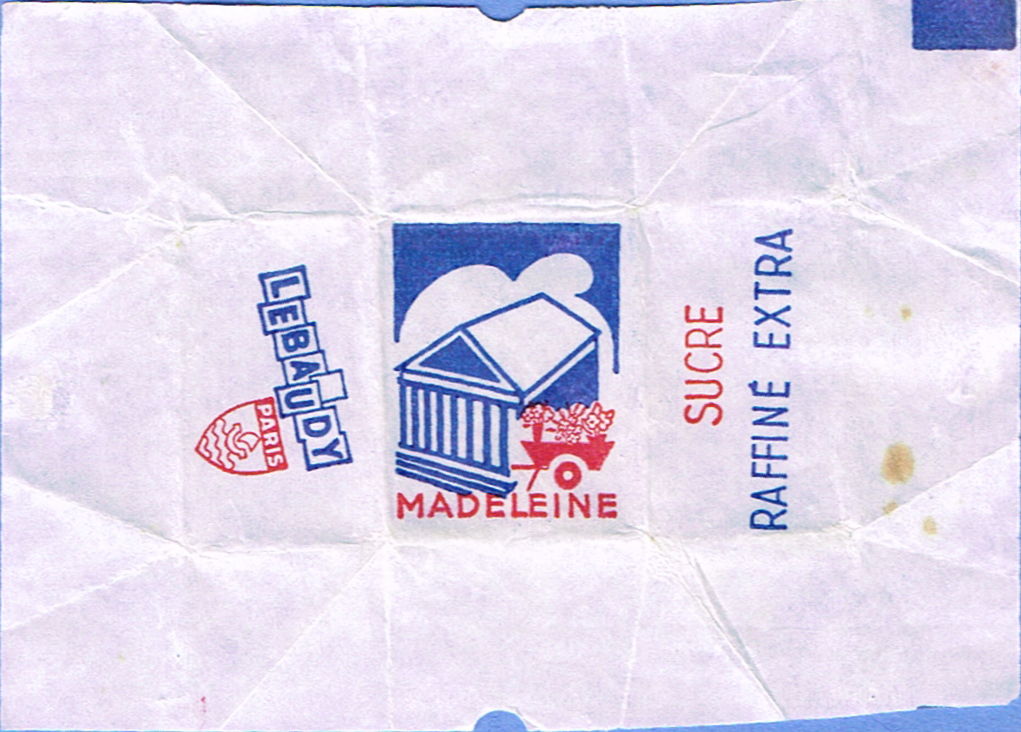 LEBAUDY
PARIS
MADELEINE
SUCRE
RAFFINÉ EXTRA